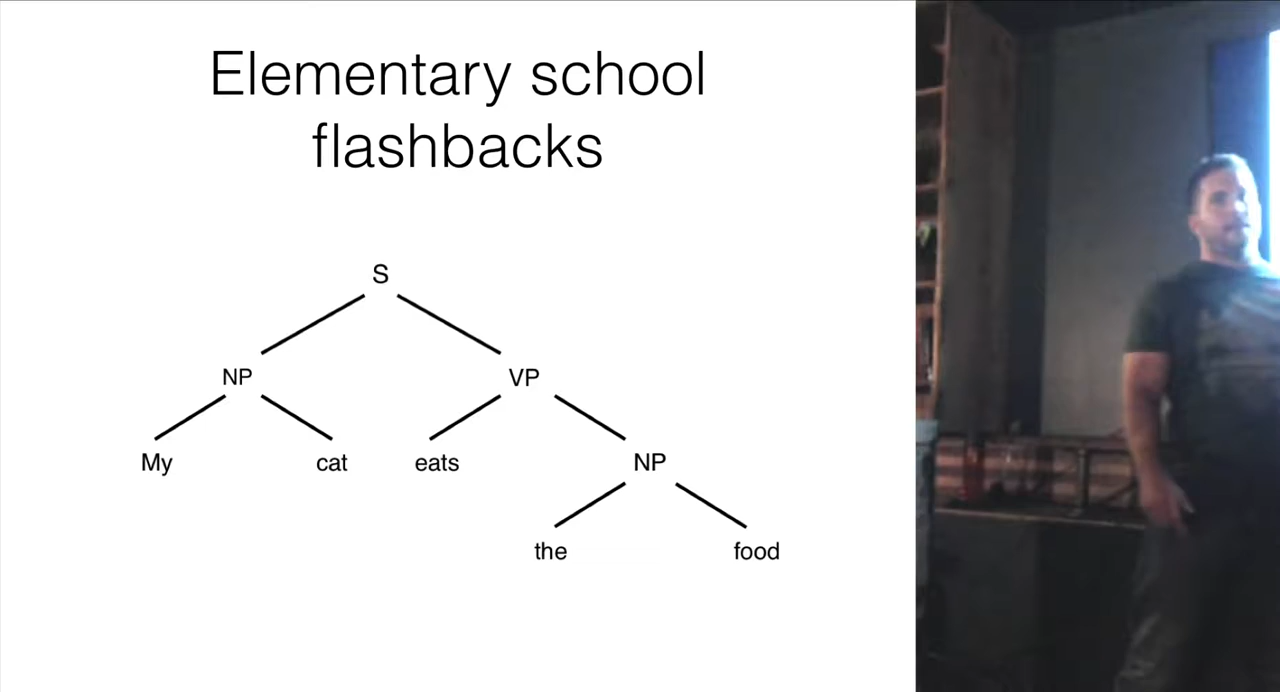 Elementary school
flashbacks
S
NP VP
My cat eats NP
the food